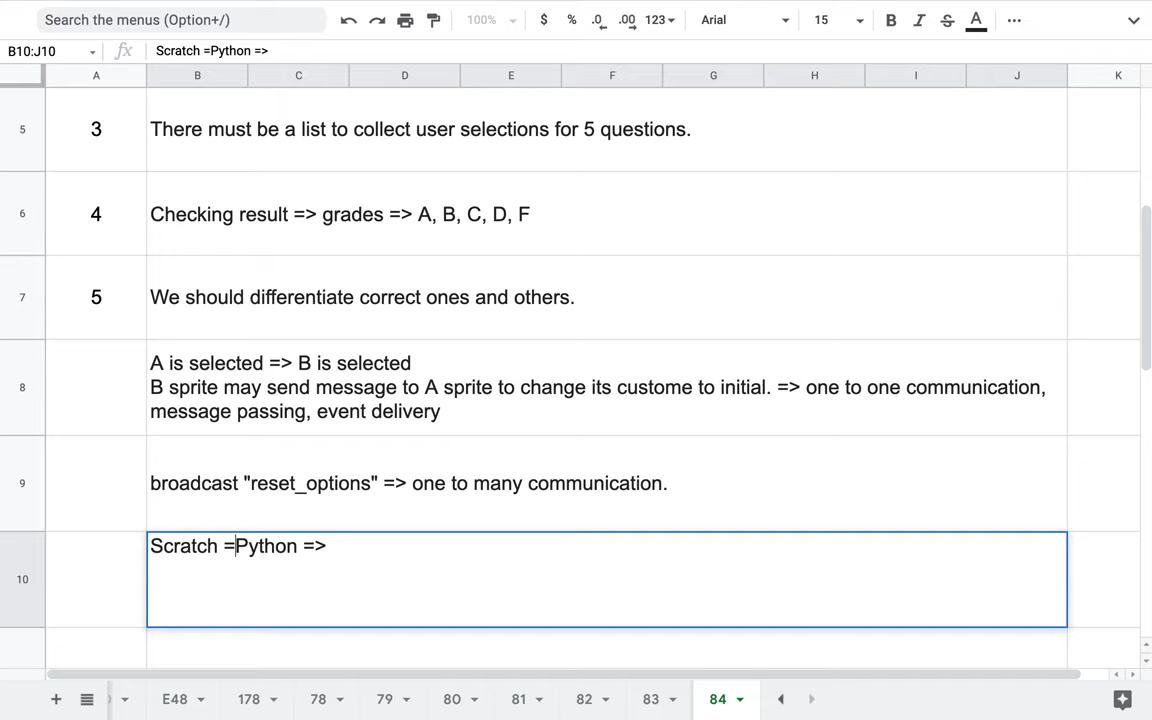 Search the menus (Option+/)
100%
$ % .0 .00 123
Arial
15
B I S A
B10:J10
fx
Scratch =Python =>
A B C D E F G H I J K
5
3
There must be a list to collect user selections for 5 questions.
6
4
Checking result => grades => A, B, C, D, F
7
5
We should differentiate correct ones and others.
8
A is selected => B is selected
B sprite may send message to A sprite to change its custome to initial. => one to one communication,
message passing, event delivery
9
broadcast "reset_options" => one to many communication.
10
Scratch =Python =>
E48 178 78 79 80 81 82 83 84